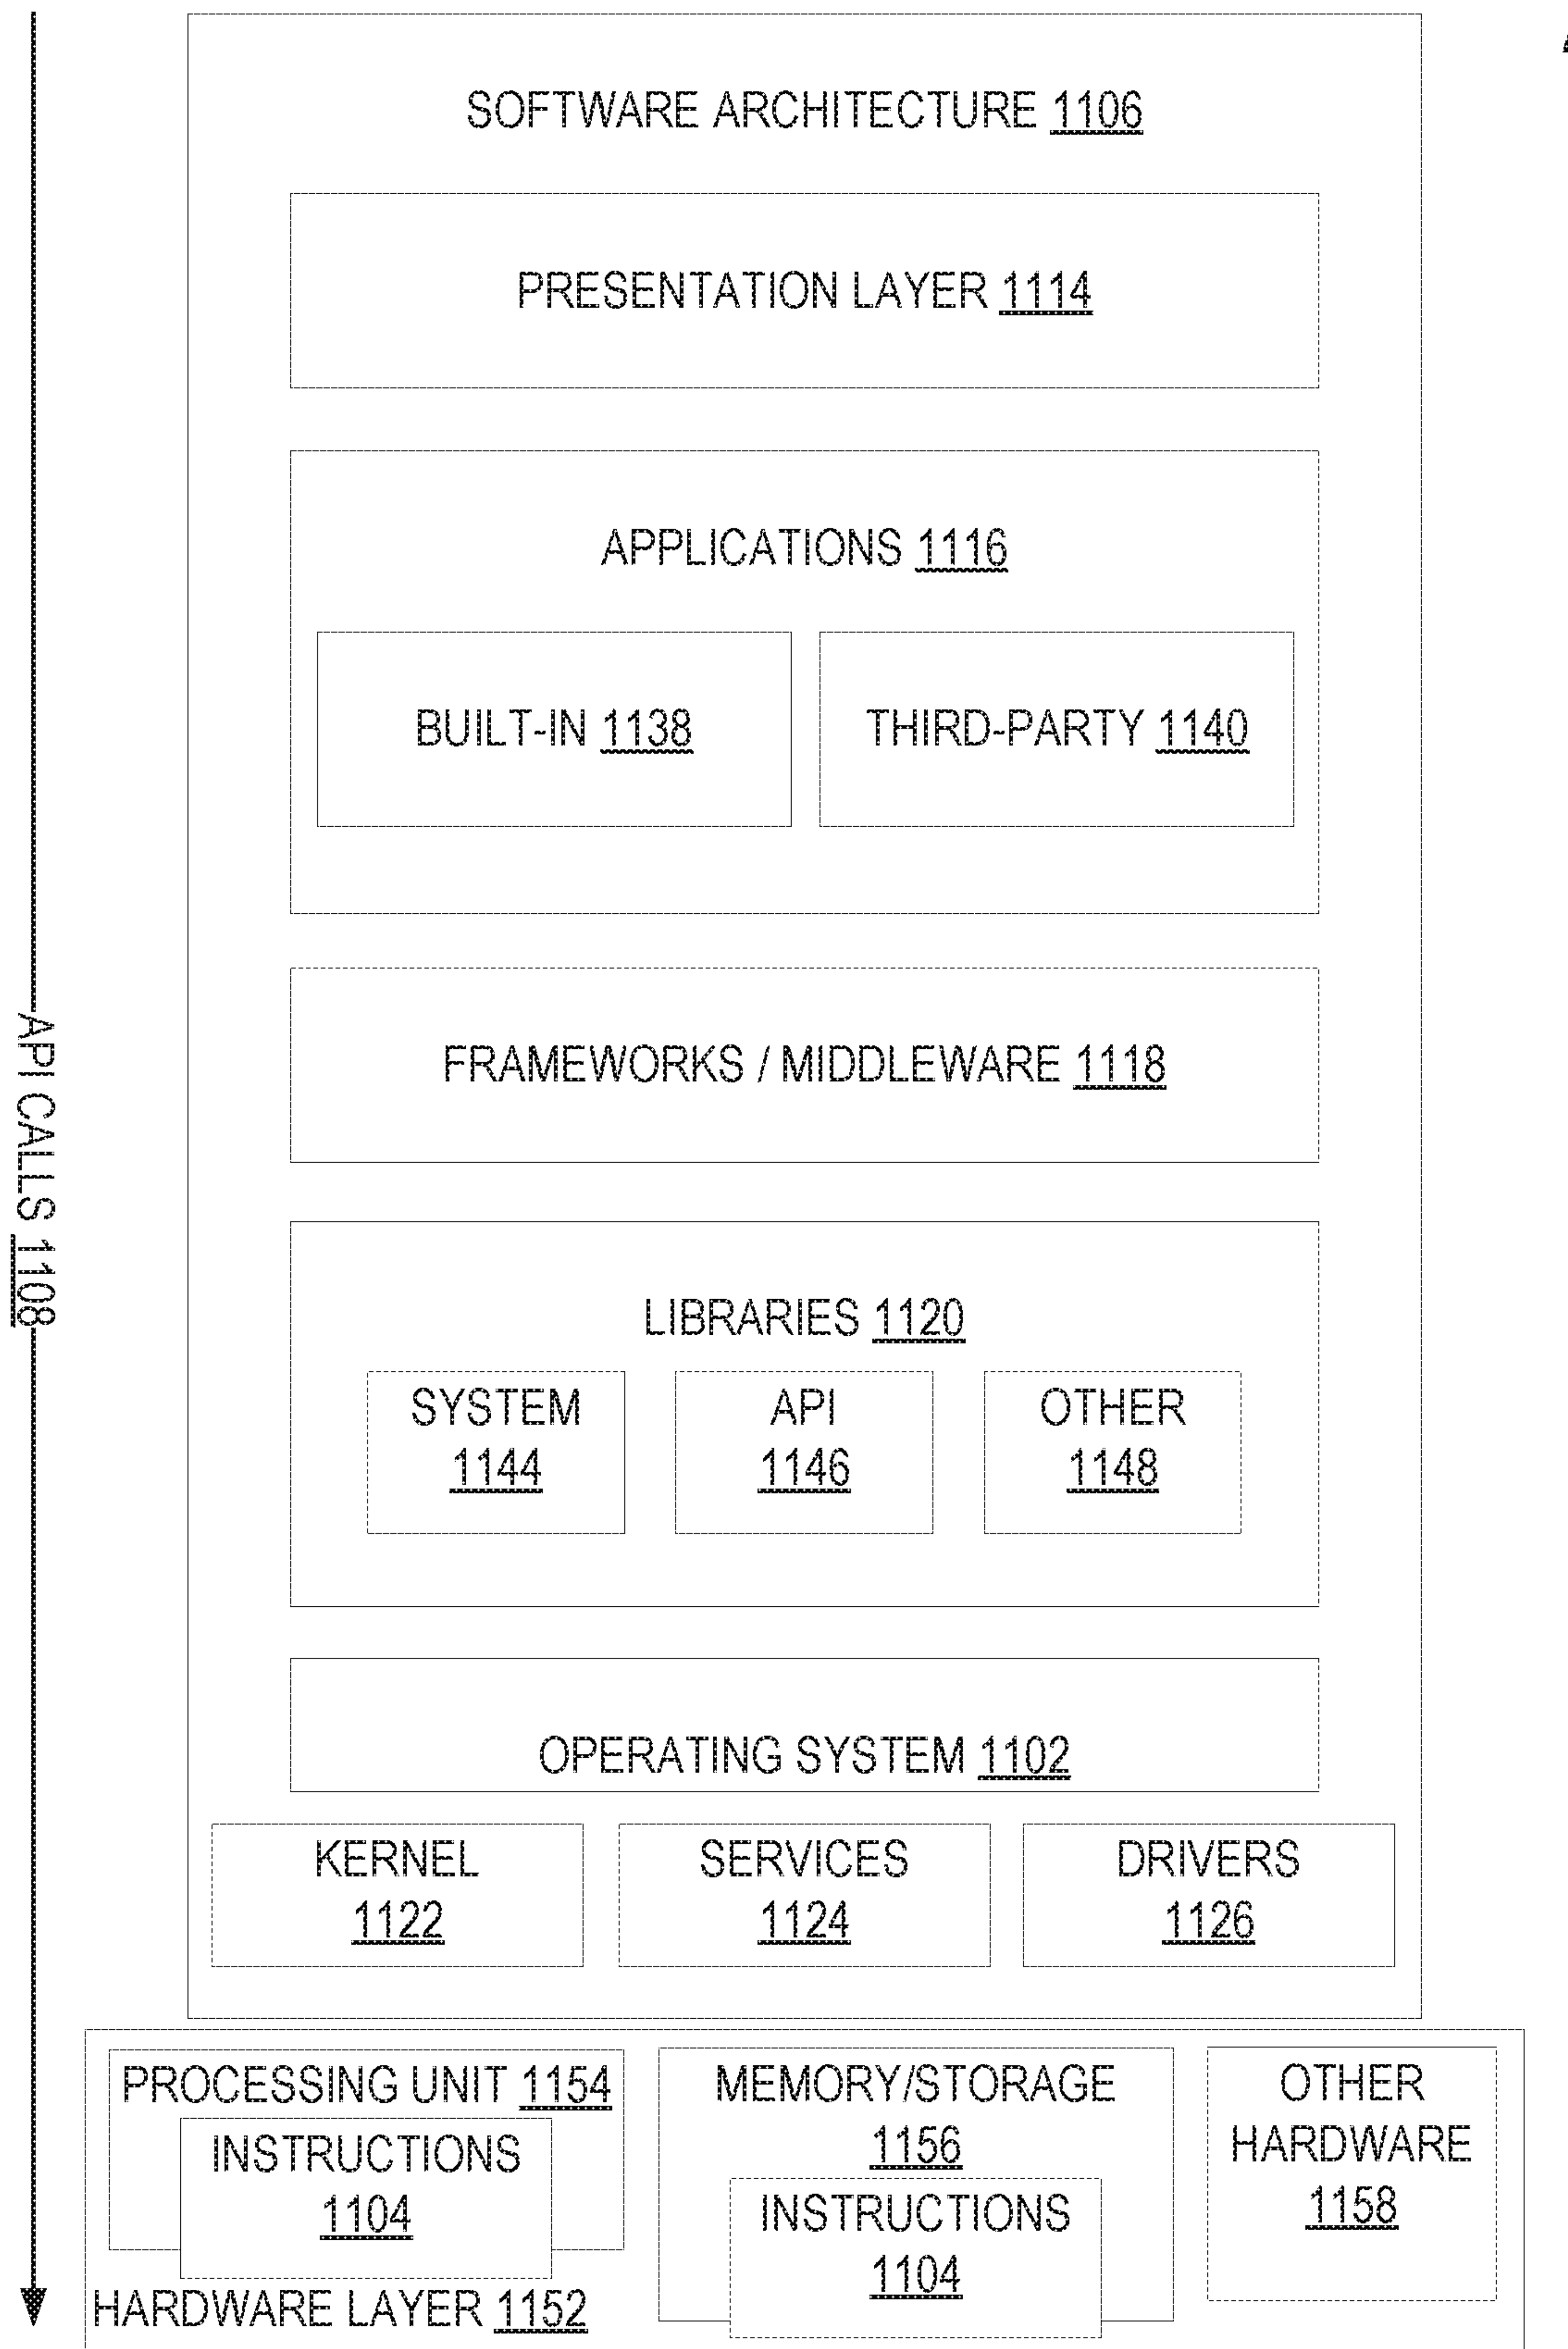 SOFTWARE ARCHITECTURE 1106
PRESENTATION LAYER 1114
APPLICATIONS 1116
BUILT-IN 1138
THIRD-PARTY 1140
FRAMEWORKS / MIDDLEWARE 1118
API CALLS 1108
LIBRARIES 1120
SYSTEM
1144
API
1146
OTHER
1148
OPERATING SYSTEM 1102
KERNEL
1122
SERVICES
1124
DRIVERS
1126
PROCESSING UNIT 1154
INSTRUCTIONS
1104
MEMORY/STORAGE
1156
INSTRUCTIONS
1104
OTHER
HARDWARE
1158
HARDWARE LAYER 1152